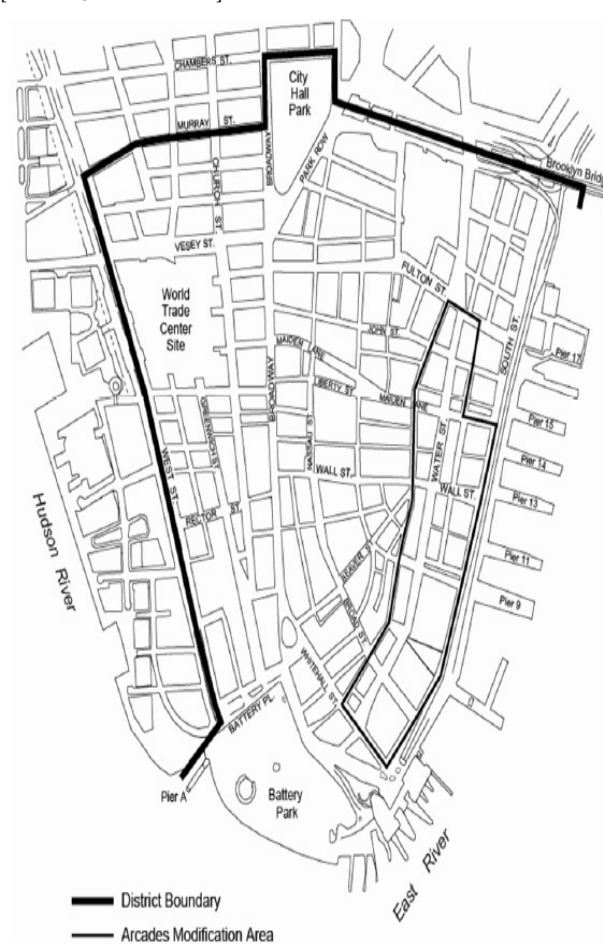 CHAMBERS ST.
City
Hall
Park
MURRAY ST.
BROADWAY
PARK ROW
CHURCH ST.
Brooklyn Bridge
VESEY ST.
FULTON ST.
World
Trade
Center
Site
JOHN ST.
SOUTH ST.
Pier 17
MAIDEN LANE
BROADWAY
LIBERTY ST.
MAIDEN LANE
GREENWICH ST.
NASSAU ST.
WATER ST.
Pier 15
WEST ST.
WALL ST.
WALL ST.
Pier 14
RECTOR ST.
Pier 13
Hudson River
BEAVER ST.
Pier 11
BROAD ST.
Pier 9
WHITEHALL ST.
BATTERY PL.
Pier A
Battery
Park
East River
District Boundary
Arcades Modification Area